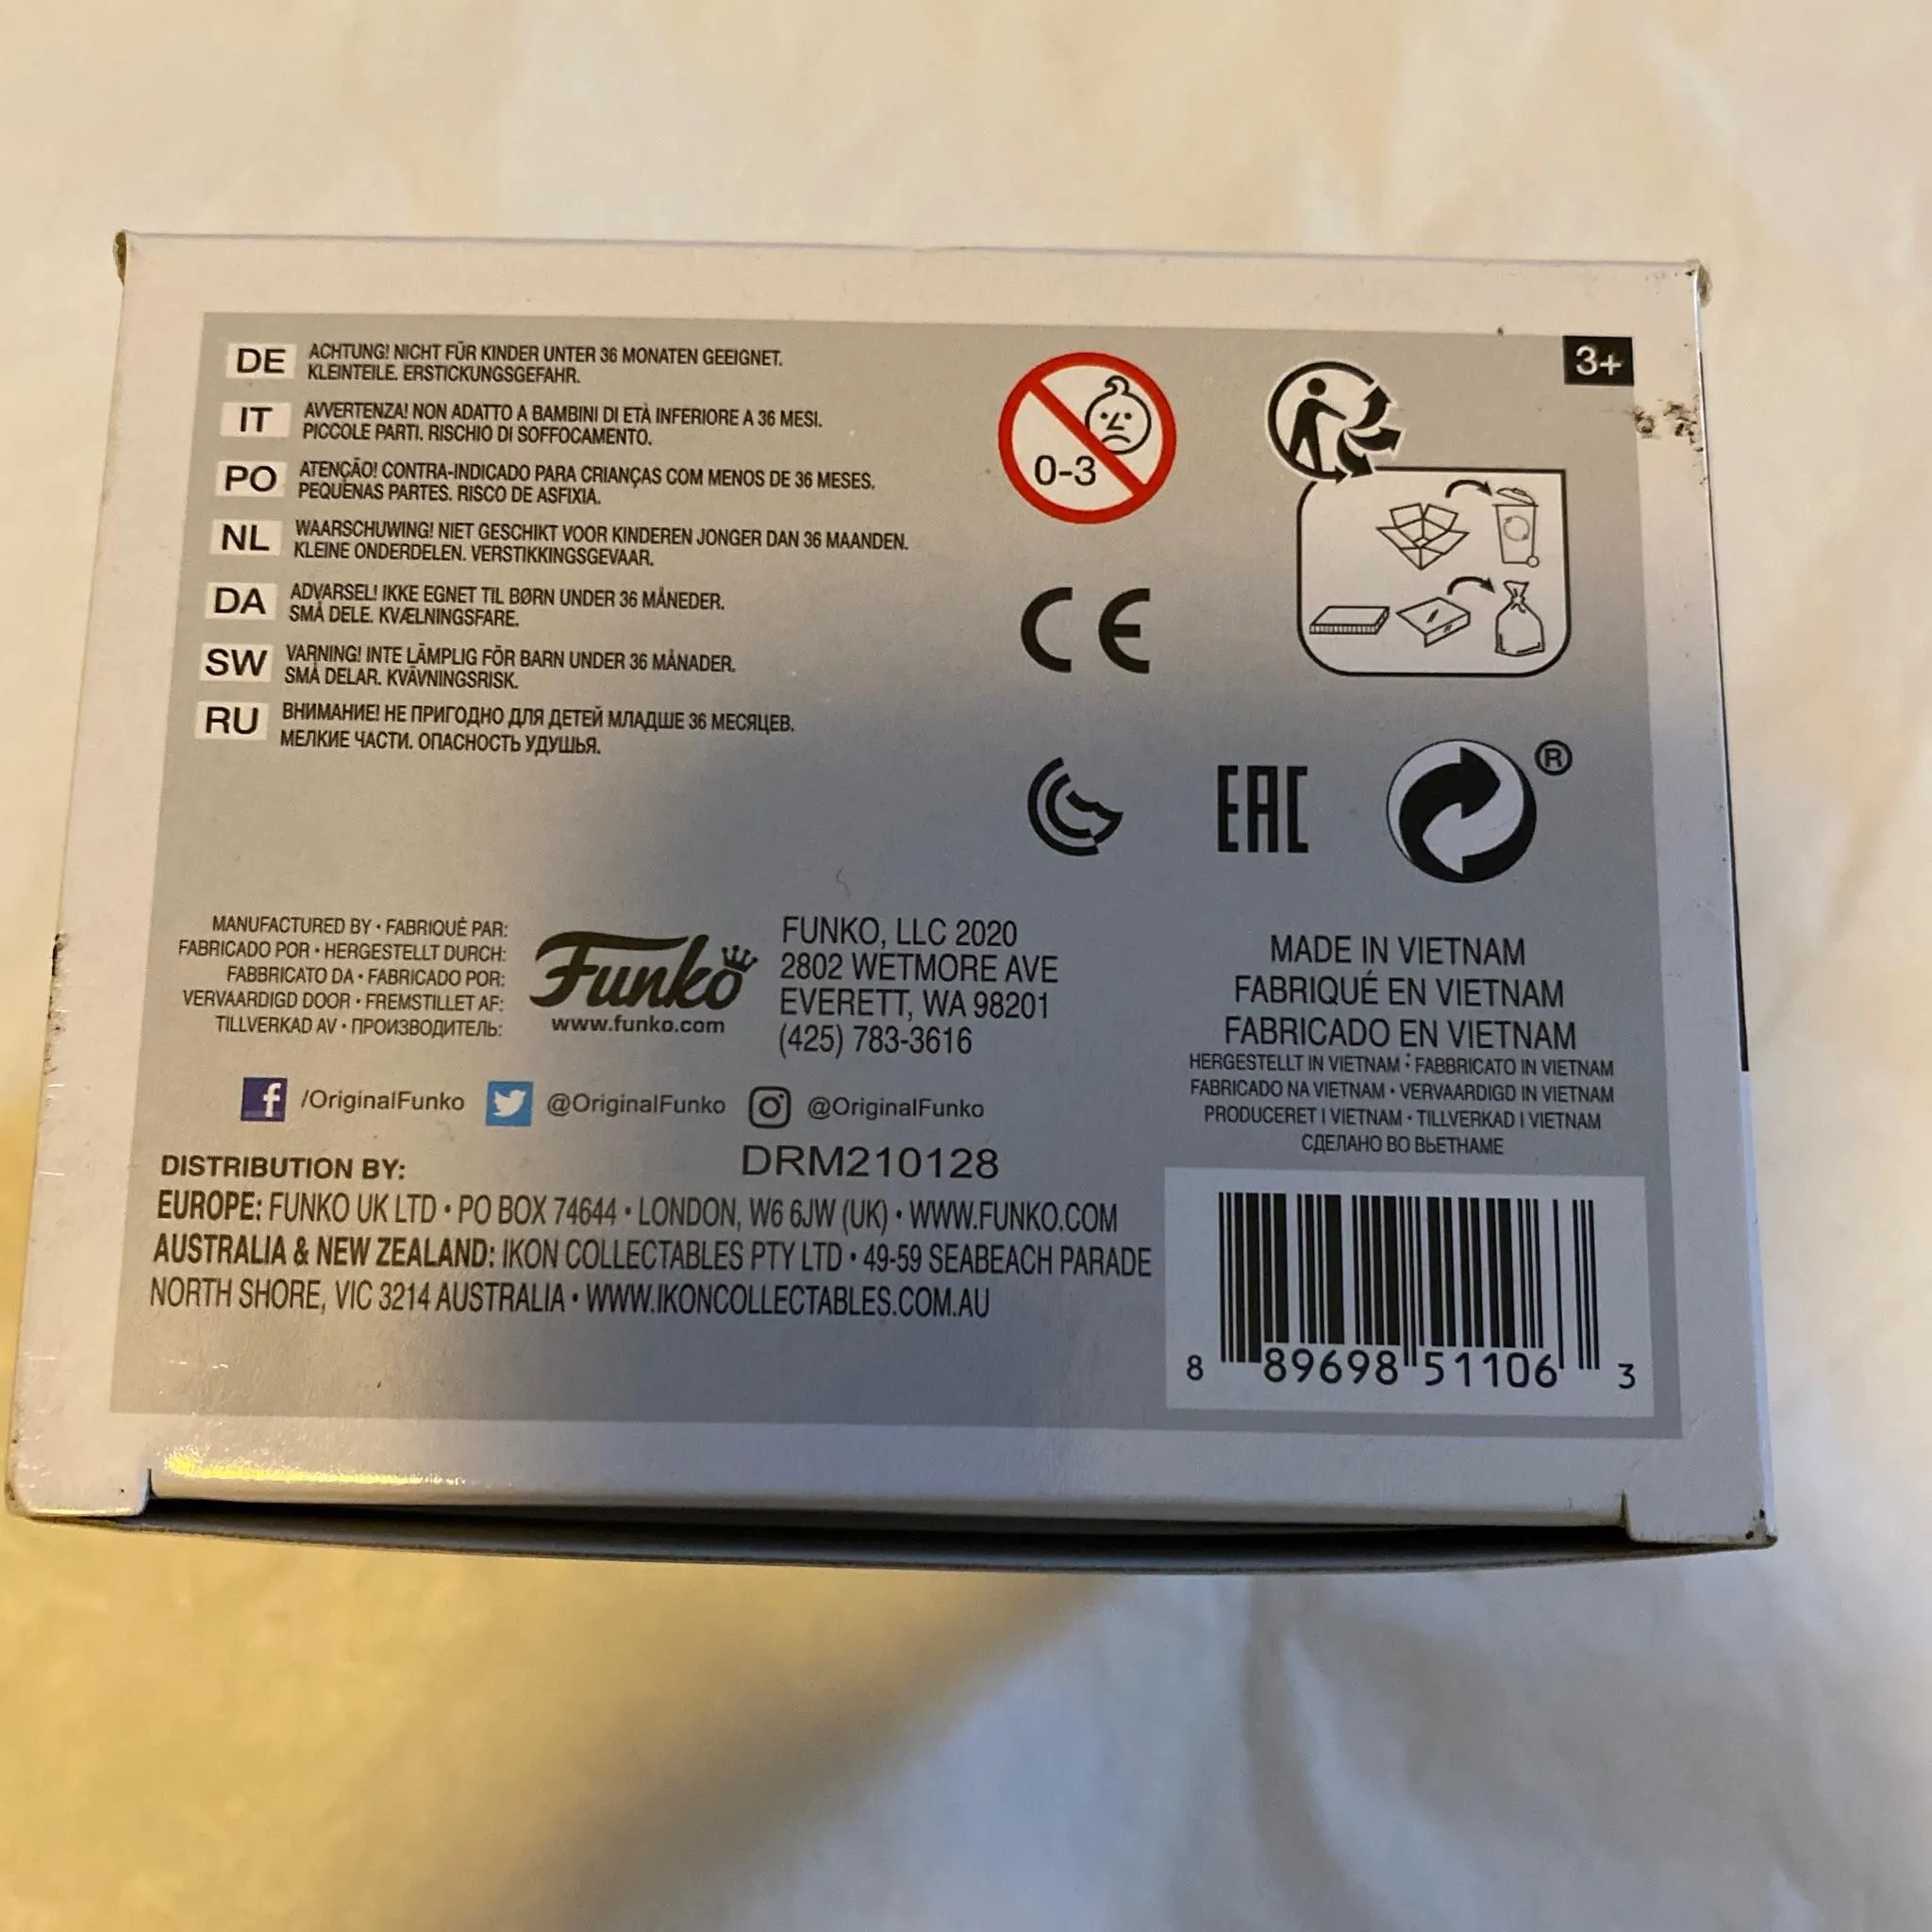 DE ACHTUNG! NICHT FÜR KINDER UNTER 36 MONATEN GEEIGNET.
KLEINTEILE. ERSTICKUNGSGEFAHR.
IT AVVERTENZA! NON ADATTO A BAMBINI DI ETÀ INFERIORE A 36 MESI.
PICCOLE PARTI. RISCHIO DI SOFFOCAMENTO.
PO ATENÇÃO! CONTRA-INDICADO PARA CRIANÇAS COM MENOS DE 36 MESES.
PEQUENAS PARTES. RISCO DE ASFIXIA.
NL WAARSCHUWING! NIET GESCHIKT VOOR KINDEREN JONGER DAN 36 MAANDEN.
KLEINE ONDERDELEN. VERSTIKKINGSGEVAAR.
DA ADVARSEL! IKKE EGNET TIL BØRN UNDER 36 MÅNEDER.
SMÅ DELE. KVÆLNINGSFARE.
SW VARNING! INTE LÄMPLIG FÖR BARN UNDER 36 MÅNADER.
SMÅ DELAR. KVÄVNINGSRISK.
RU ВНИМАНИЕ! НЕ ПРИГОДНО ДЛЯ ДЕТЕЙ МЛАДШЕ 36 МЕСЯЦЕВ.
МЕЛКИЕ ЧАСТИ. ОПАСНОСТЬ УДУШЬЯ.
0-3
3+
CE
EAC
®
MANUFACTURED BY • FABRIQUÉ PAR:
FABRICADO POR • HERGESTELLT DURCH:
FABBRICATO DA • FABRICADO POR:
VERVAARDIGD DOOR • FREMSTILLET AF:
TILLVERKAD AV • ПРОИЗВОДИТЕЛЬ:
Funko
www.funko.com
FUNKO, LLC 2020
2802 WETMORE AVE
EVERETT, WA 98201
(425) 783-3616
MADE IN VIETNAM
FABRIQUÉ EN VIETNAM
FABRICADO EN VIETNAM
HERGESTELLT IN VIETNAM • FABBRICATO IN VIETNAM
FABRICADO NA VIETNAM • VERVAARDIGD IN VIETNAM
PRODUCERET I VIETNAM • TILLVERKAD I VIETNAM
СДЕЛАНО ВО ВЬЕТНАМЕ
f /OriginalFunko @OriginalFunko @OriginalFunko
DRM210128
DISTRIBUTION BY:
EUROPE: FUNKO UK LTD • PO BOX 74644 • LONDON, W6 6JW (UK) • WWW.FUNKO.COM
AUSTRALIA & NEW ZEALAND: IKON COLLECTABLES PTY LTD • 49-59 SEABEACH PARADE
NORTH SHORE, VIC 3214 AUSTRALIA • WWW.IKONCOLLECTABLES.COM.AU
8 89698 51106 3